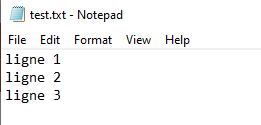 test.txt - Notepad
File Edit Format View Help
ligne 1
ligne 2
ligne 3